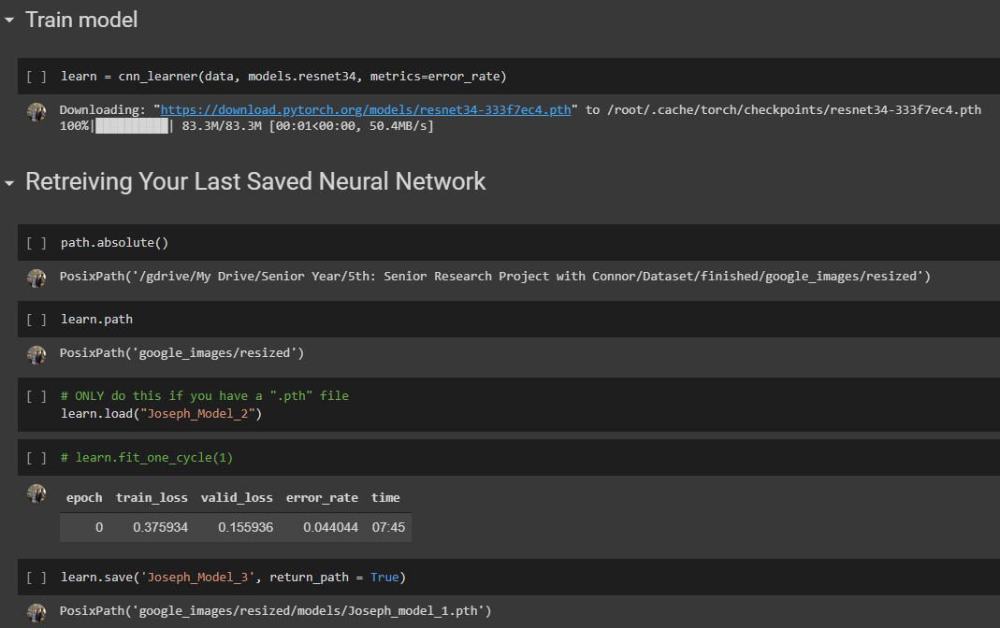 Train model
[ ] learn = cnn_learner(data, models.resnet34, metrics=error_rate)
Downloading: "https://download.pytorch.org/models/resnet34-333f7ec4.pth" to /root/.cache/torch/checkpoints/resnet34-333f7ec4.pth
100%|██████████| 83.3M/83.3M [00:01<00:00, 50.4MB/s]
Retreiving Your Last Saved Neural Network
[ ] path.absolute()
PosixPath('/gdrive/My Drive/Senior Year/5th: Senior Research Project with Connor/Dataset/finished/google_images/resized')
[ ] learn.path
PosixPath('google_images/resized')
[ ] # ONLY do this if you have a ".pth" file
learn.load("Joseph_Model_2")
[ ] # learn.fit_one_cycle(1)
epoch train_loss valid_loss error_rate time
0 0.375934 0.155936 0.044044 07:45
[ ] learn.save('Joseph_Model_3', return_path = True)
PosixPath('google_images/resized/models/Joseph_model_1.pth')